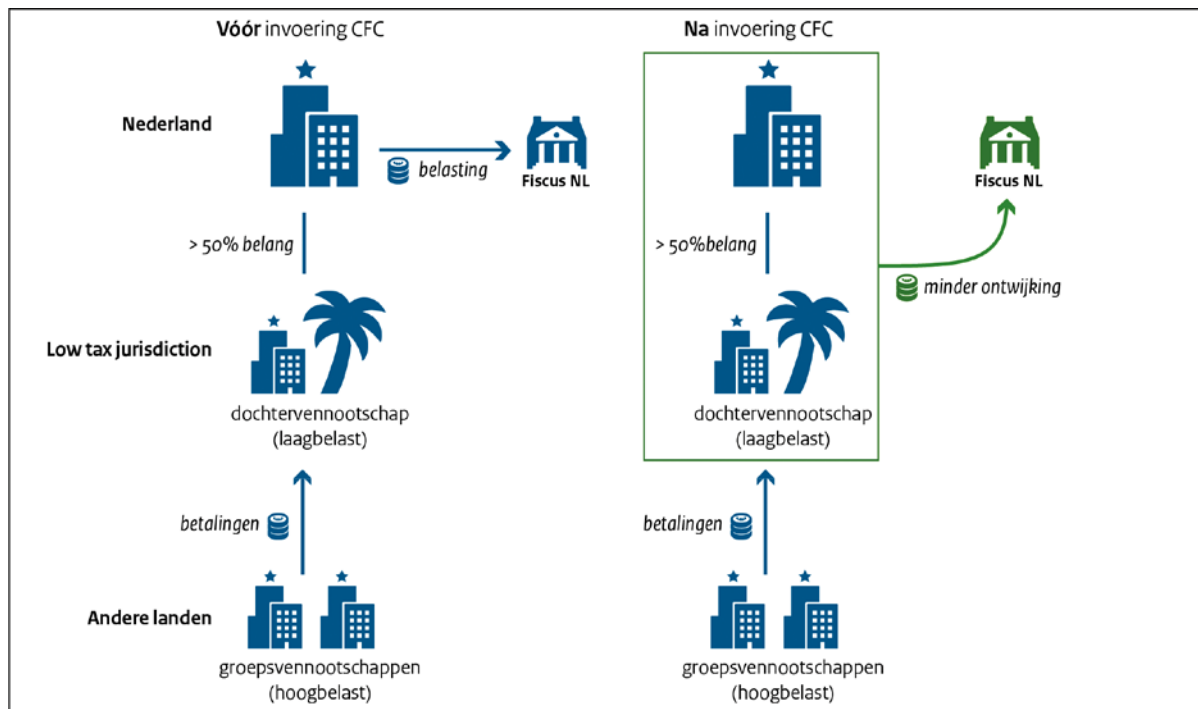 Vóór invoering CFC
Na invoering CFC
Nederland
belasting
Fiscus NL
Fiscus NL
> 50% belang
> 50%belang
minder ontwijking
Low tax jurisdiction
dochtervennootschap
(laagbelast)
dochtervennootschap
(laagbelast)
betalingen
betalingen
Andere landen
groepsvennootschappen
(hoogbelast)
groepsvennootschappen
(hoogbelast)